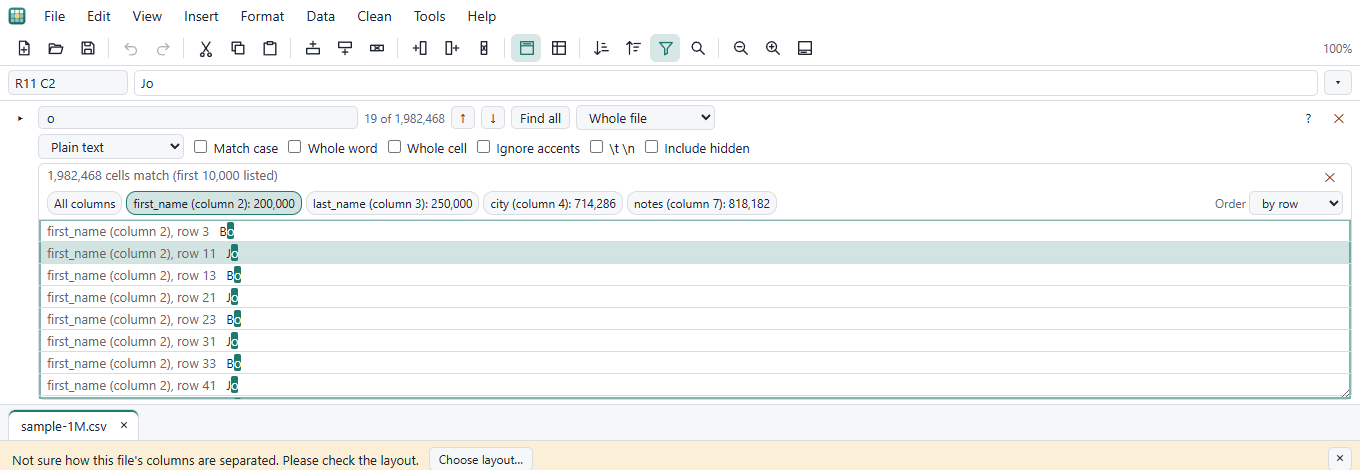 File Edit View Insert Format Data Clean Tools Help
100%
R11 C2 Jo
o 19 of 1,982,468 ↑ ↓ Find all Whole file ? ×
Plain text Match case Whole word Whole cell Ignore accents \t \n Include hidden
1,982,468 cells match (first 10,000 listed) ×
All columns first_name (column 2): 200,000 last_name (column 3): 250,000 city (column 4): 714,286 notes (column 7): 818,182 Order by row
first_name (column 2), row 3 Bo
first_name (column 2), row 11 Jo
first_name (column 2), row 13 Bo
first_name (column 2), row 21 Jo
first_name (column 2), row 23 Bo
first_name (column 2), row 31 Jo
first_name (column 2), row 33 Bo
first_name (column 2), row 41 Jo
sample-1M.csv ×
Not sure how this file's columns are separated. Please check the layout. Choose layout... ×